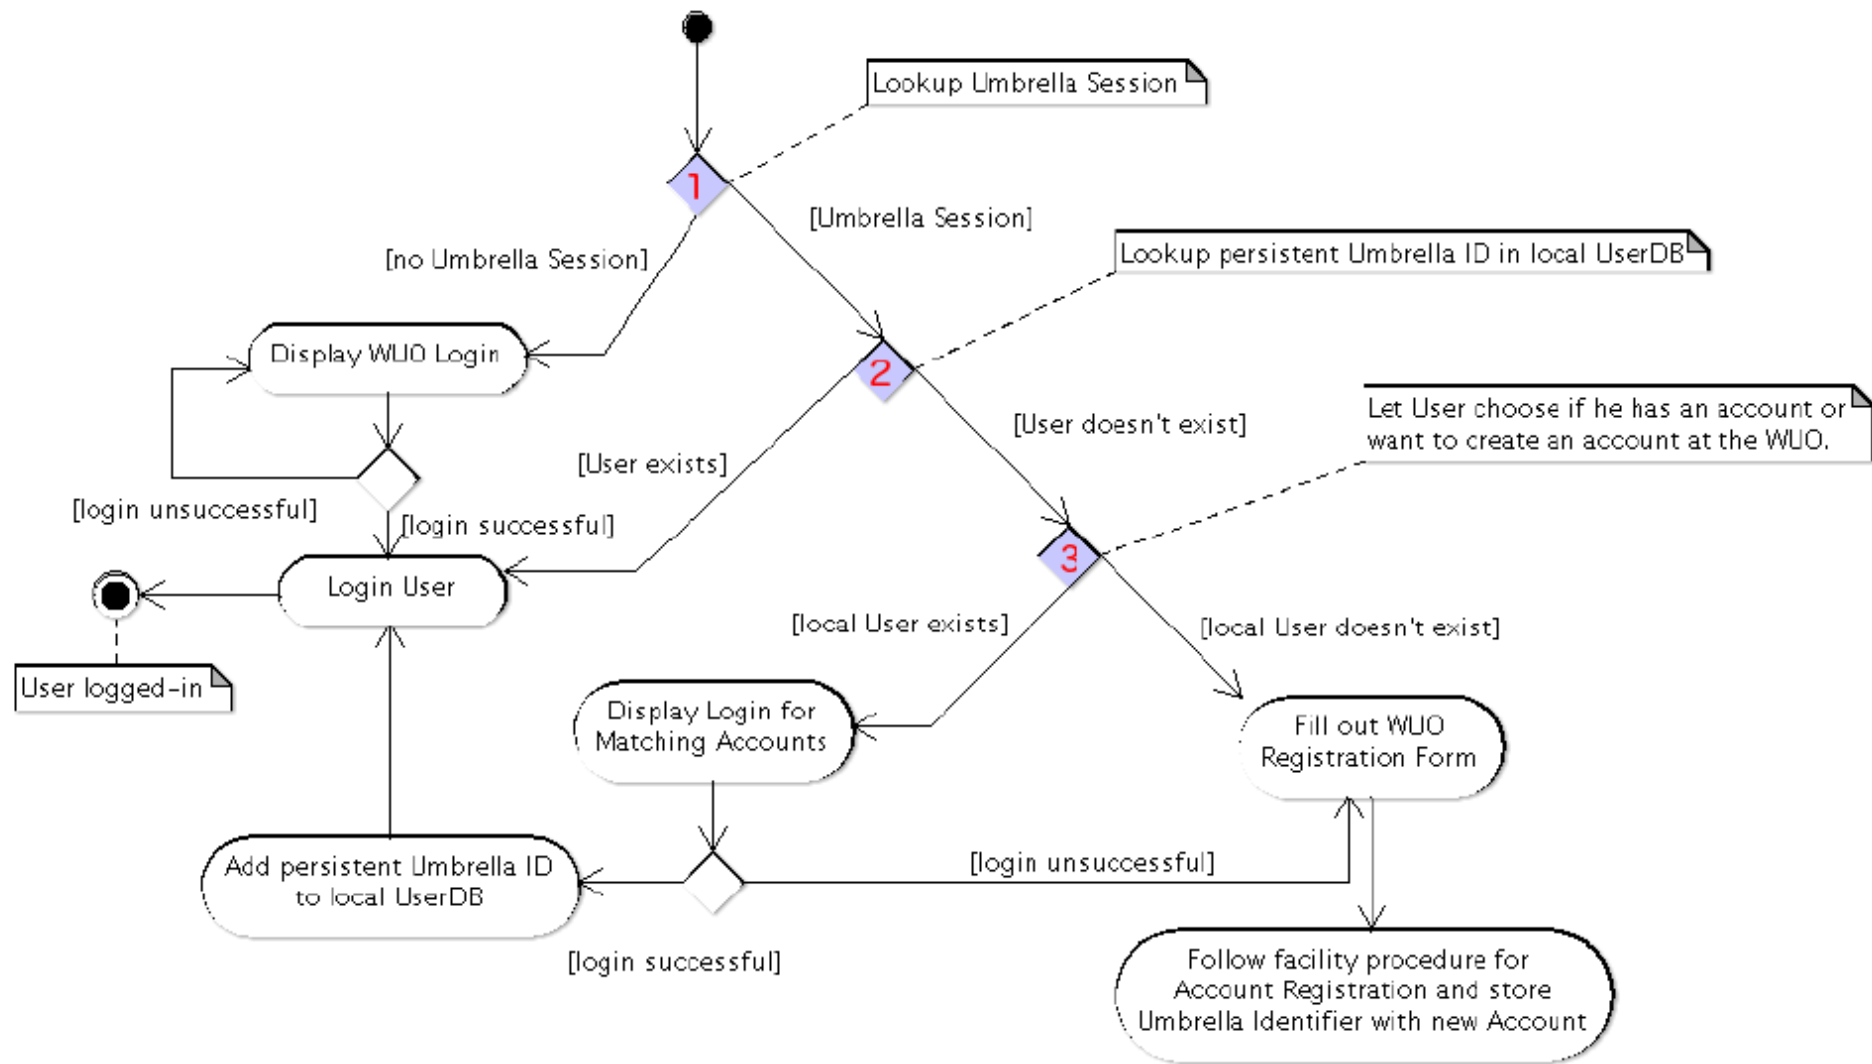 Lookup Umbrella Session
1
[Umbrella Session]
[no Umbrella Session]
Lookup persistent Umbrella ID in local UserDB
Display WUO Login
2
Let User choose if he has an account or
want to create an account at the WUO.
[User doesn't exist]
[User exists]
[login unsuccessful]
[login successful]
3
Login User
[local User exists]
[local User doesn't exist]
User logged-in
Display Login for
Matching Accounts
Fill out WUO
Registration Form
Add persistent Umbrella ID
to local UserDB
[login unsuccessful]
[login successful]
Follow facility procedure for
Account Registration and store
Umbrella Identifier with new Account